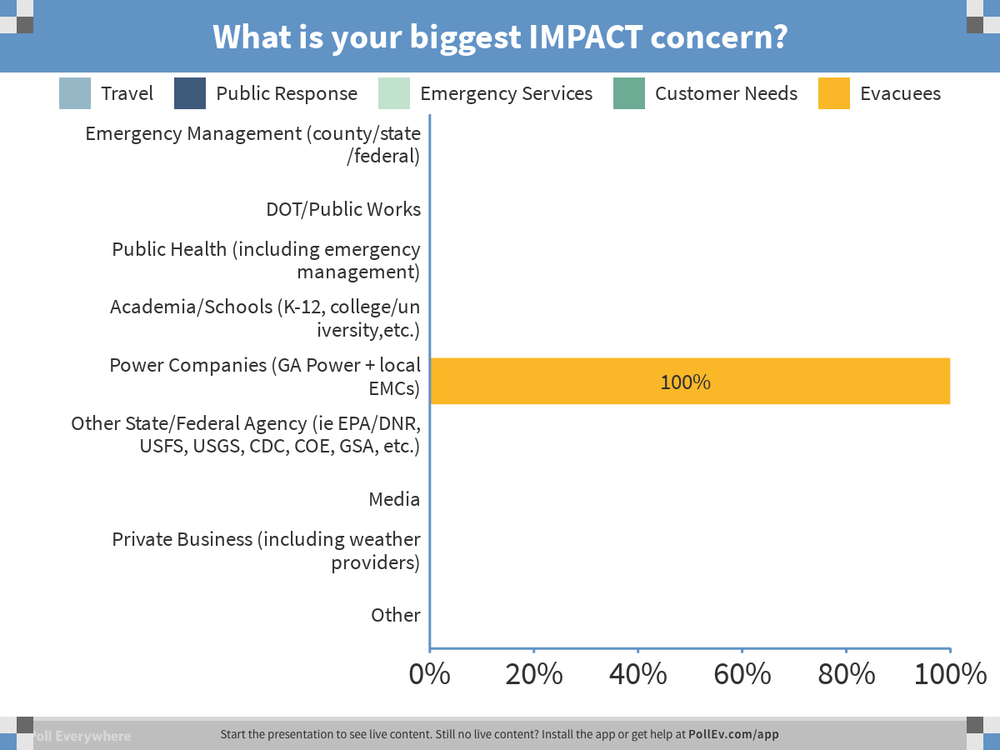 What is your biggest IMPACT concern?
Travel Public Response Emergency Services Customer Needs Evacuees
Emergency Management (county/state
/federal)
DOT/Public Works
Public Health (including emergency
management)
Academia/Schools (K-12, college/un
iversity,etc.)
Power Companies (GA Power + local
EMCs)
100%
Other State/Federal Agency (ie EPA/DNR,
USFS, USGS, CDC, COE, GSA, etc.)
Media
Private Business (including weather
providers)
Other
0% 20% 40% 60% 80% 100%
Poll Everywhere
Start the presentation to see live content. Still no live content? Install the app or get help at PollEv.com/app